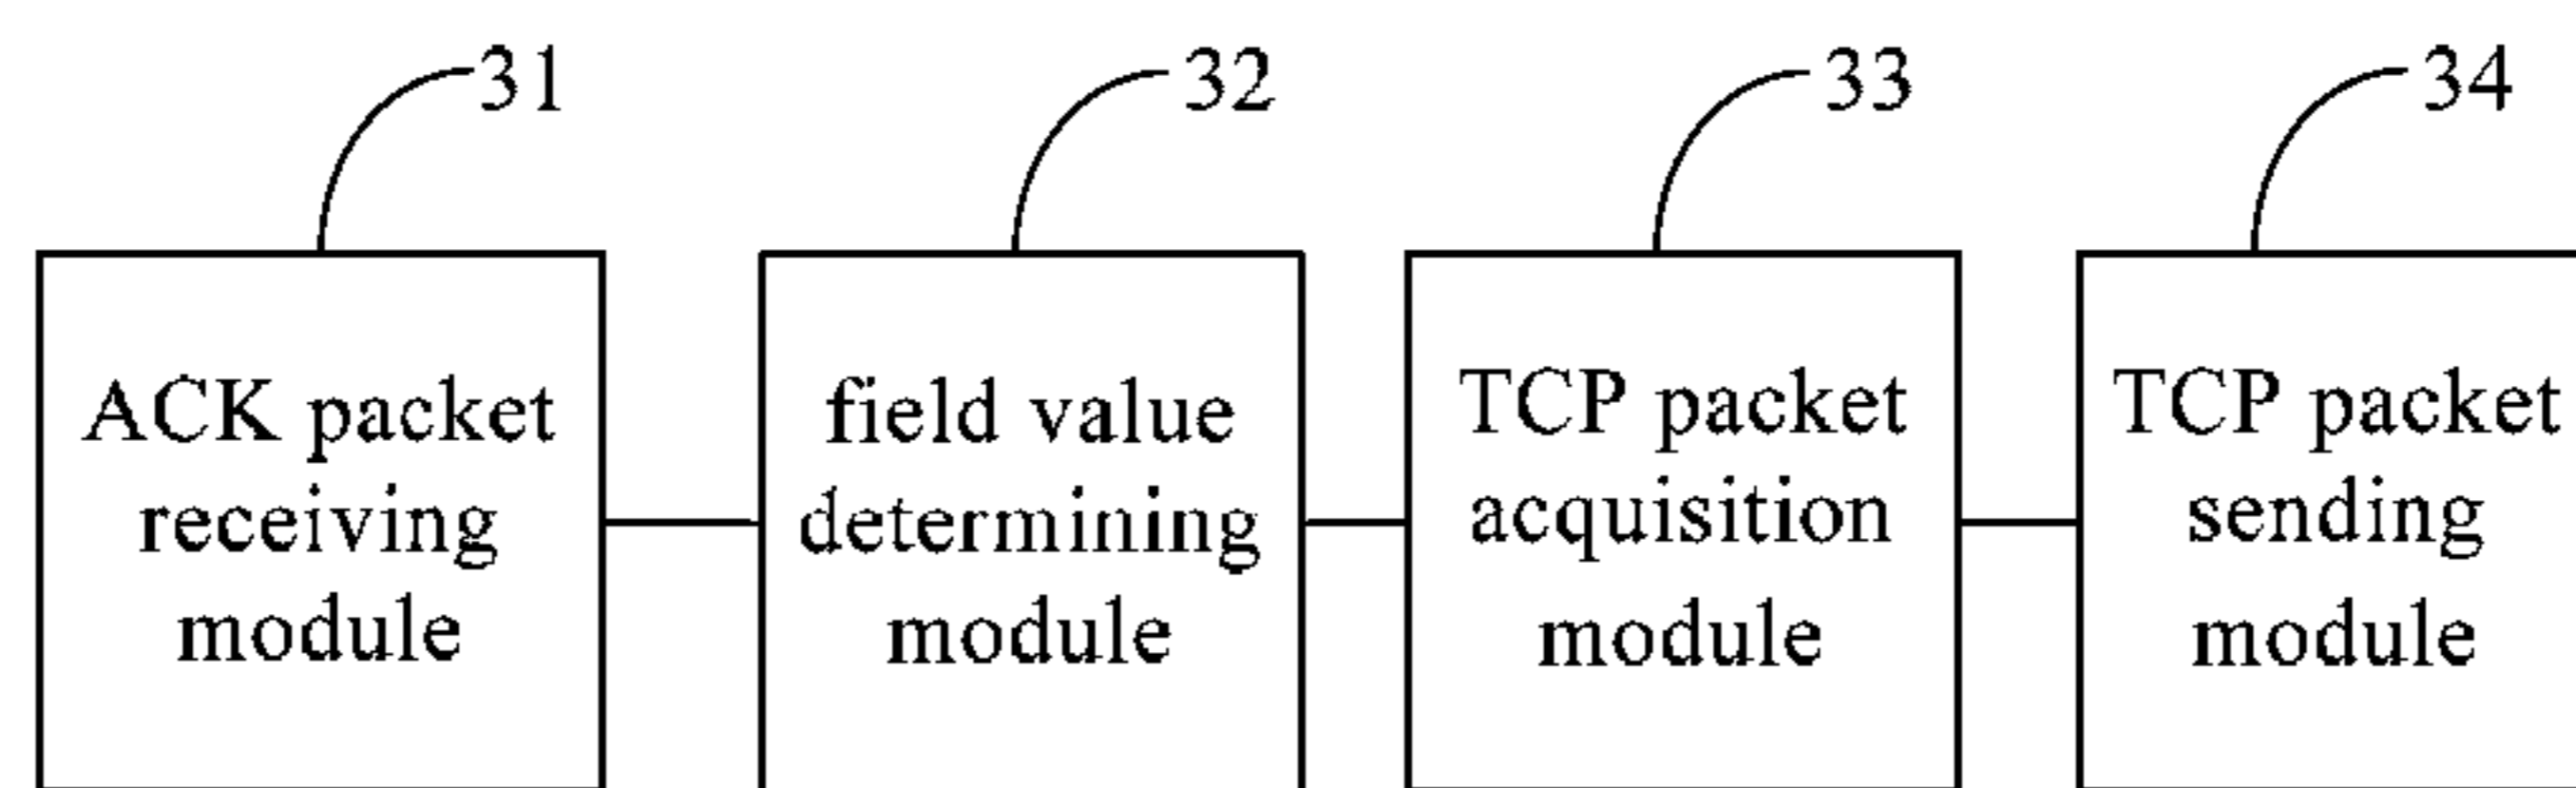 31
32
33
34
ACK packet
receiving
module
field value
determining
module
TCP packet
acquisition
module
TCP packet
sending
module